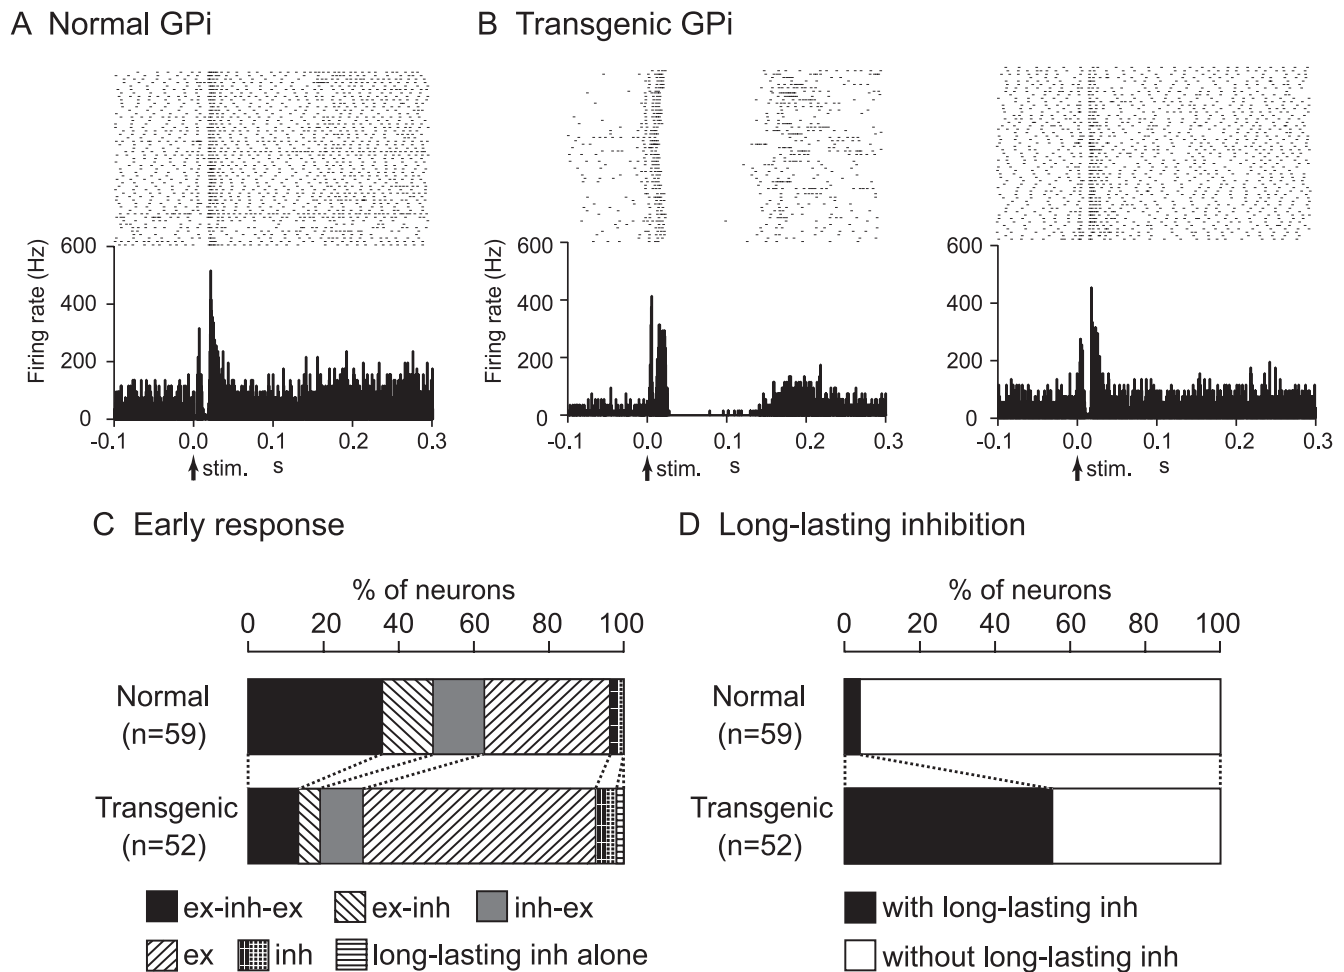 A Normal GPi
B Transgenic GPi
Firing rate (Hz)
600
400
200
0
-0.1 0.0 0.1 0.2 0.3
stim. s
Firing rate (Hz)
600
400
200
0
-0.1 0.0 0.1 0.2 0.3
stim. s
600
400
200
0
-0.1 0.0 0.1 0.2 0.3
stim. s
C Early response
% of neurons
0 20 40 60 80 100
Normal
(n=59)
Transgenic
(n=52)
ex-inh-ex ex-inh inh-ex
ex inh long-lasting inh alone
D Long-lasting inhibition
% of neurons
0 20 40 60 80 100
Normal
(n=59)
Transgenic
(n=52)
with long-lasting inh
without long-lasting inh